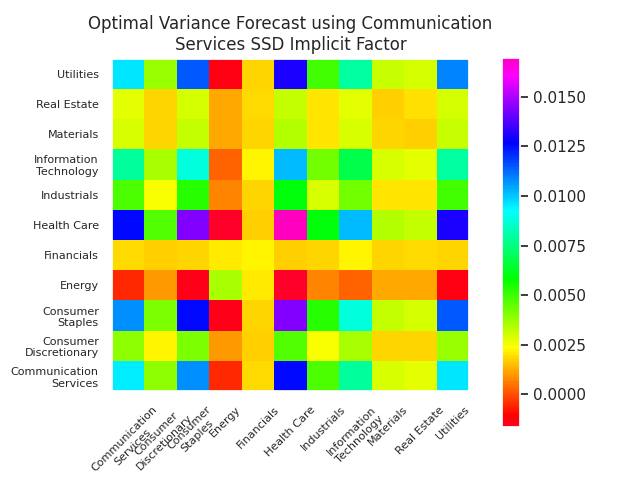 Optimal Variance Forecast using Communication
Services SSD Implicit Factor
Utilities
Real Estate
Materials
Information
Technology
Industrials
Health Care
Financials
Energy
Consumer
Staples
Consumer
Discretionary
Communication
Services
Communication
Services
Consumer
Discretionary
Consumer
Staples
Energy
Financials
Health Care
Industrials
Information
Technology
Materials
Real Estate
Utilities
0.0150
0.0125
0.0100
0.0075
0.0050
0.0025
0.0000